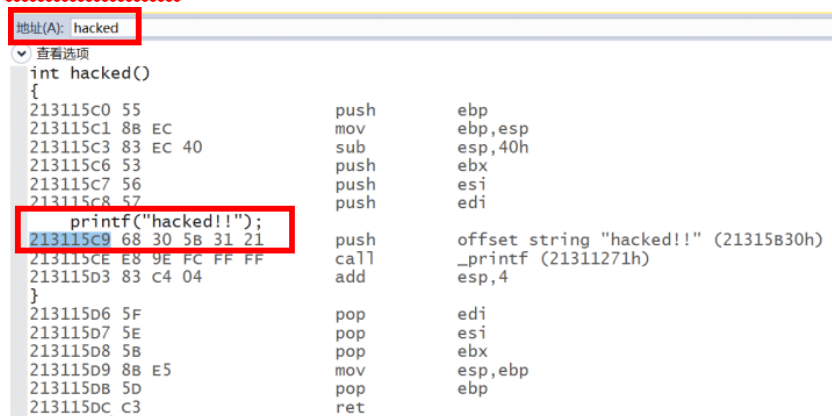 地址(A): hacked
查看选项
int hacked()
{
213115C0 55 push ebp
213115C1 8B EC mov ebp,esp
213115C3 83 EC 40 sub esp,40h
213115C6 53 push ebx
213115C7 56 push esi
213115C8 57 push edi
printf("hacked!!");
213115C9 68 30 5B 31 21 push offset string "hacked!!" (21315B30h)
213115CE E8 9E FC FF FF call _printf (21311271h)
213115D3 83 C4 04 add esp,4
}
213115D6 5F pop edi
213115D7 5E pop esi
213115D8 5B pop ebx
213115D9 8B E5 mov esp,ebp
213115DB 5D pop ebp
213115DC C3 ret